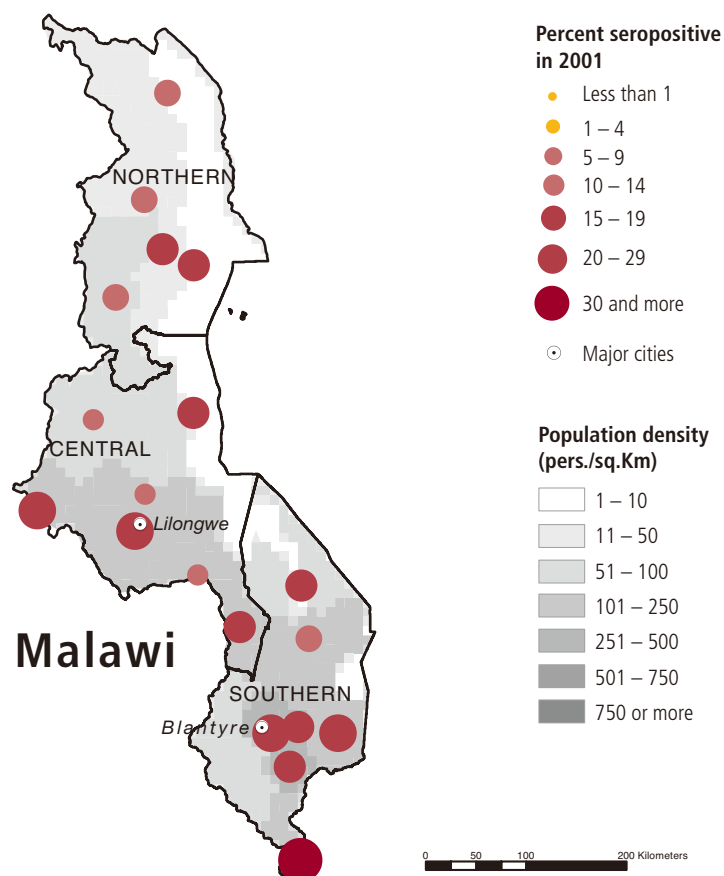 Percent seropositive
in 2001
Less than 1
1 – 4
5 – 9
10 – 14
15 – 19
20 – 29
30 and more
Major cities
NORTHERN
CENTRAL
Lilongwe
Malawi
SOUTHERN
Blantyre
Population density
(pers./sq.Km)
1 – 10
11 – 50
51 – 100
101 – 250
251 – 500
501 – 750
750 or more
0 50 100 200 Kilometers